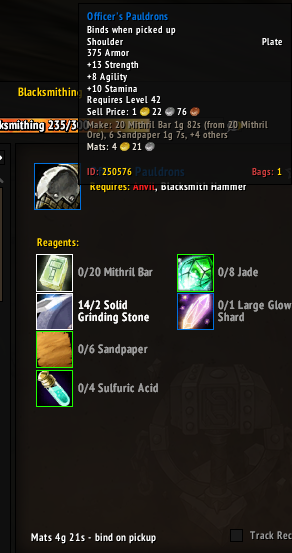 Officer's Pauldrons
Binds when picked up
Shoulder Plate
375 Armor
+13 Strength
+8 Agility
+10 Stamina
Requires Level 42
Sell Price: 1 22 76
Blacksmithing
ksmithing 235/30
Make: 20 Mithril Bar 1g 82s (from 20 Mithril
Ore), 6 Sandpaper 1g 7s, +4 others
Mats: 4 21
ID: 250576 Bags: 1
Pauldrons
Requires: Anvil, Blacksmith Hammer
Reagents:
0/20 Mithril Bar
0/8 Jade
14/2 Solid
Grinding Stone
0/1 Large Glow
Shard
0/6 Sandpaper
0/4 Sulfuric Acid
Mats 4g 21s - bind on pickup
Track Rec